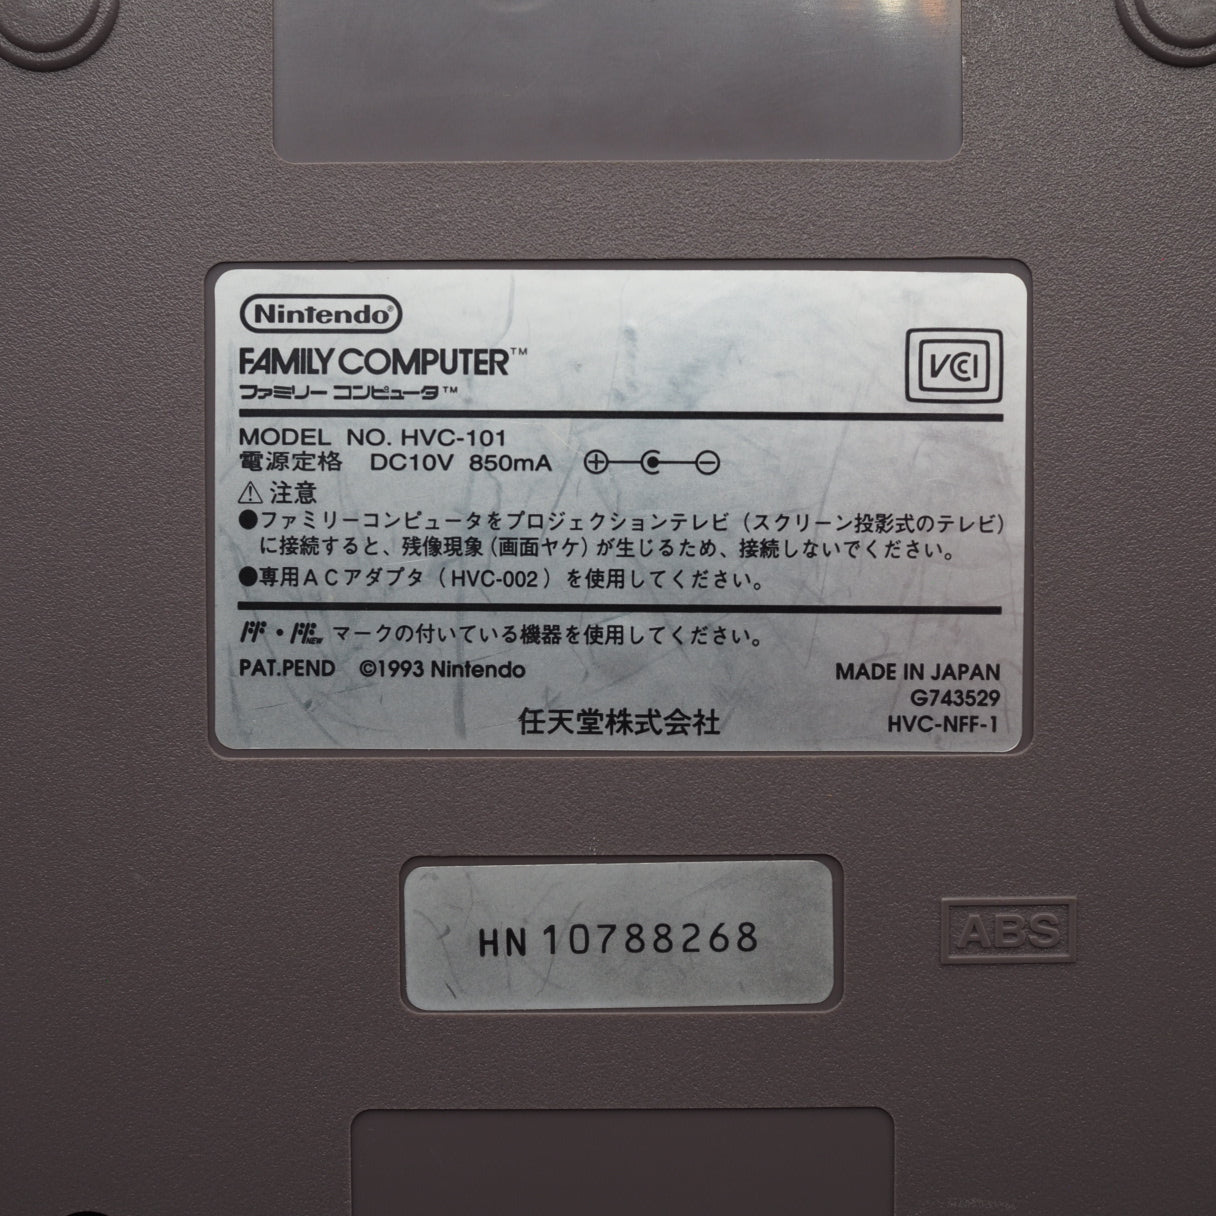 Nintendo®
FAMILY COMPUTER™
ファミリー コンピュータ™
VCCI
MODEL NO. HVC-101
電源定格 DC10V 850mA
⚠ 注意
●ファミリーコンピュータをプロジェクションテレビ（スクリーン投影式のテレビ）
に接続すると、残像現象（画面ヤケ）が生じるため、接続しないでください。
●専用ACアダプタ（HVC-002）を使用してください。
FF・FF NEW マークの付いている機器を使用してください。
PAT.PEND ©1993 Nintendo
MADE IN JAPAN
G743529
任天堂株式会社
HVC-NFF-1
HN 10788268
ABS